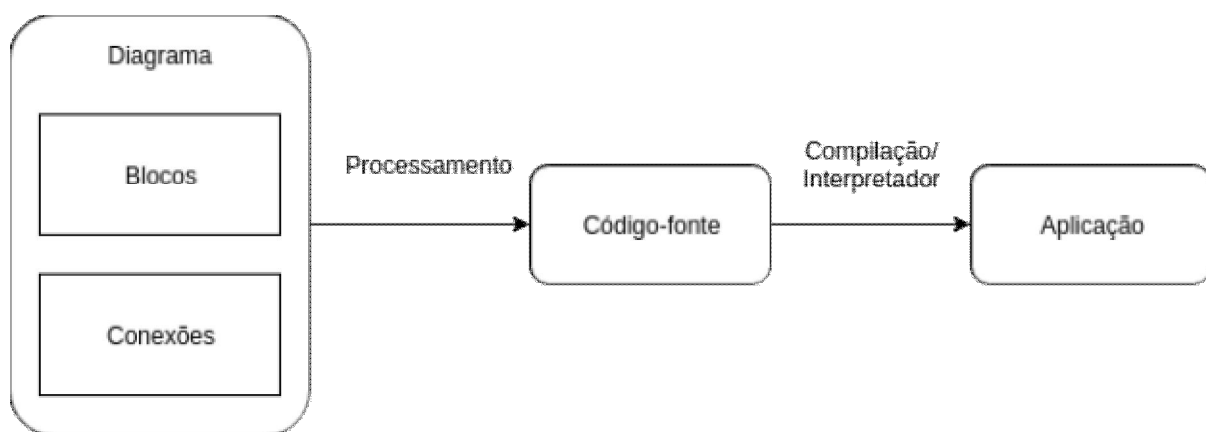 Diagrama
Blocos
Conexões
Processamento
Código-fonte
Compilação/
Interpretador
Aplicação